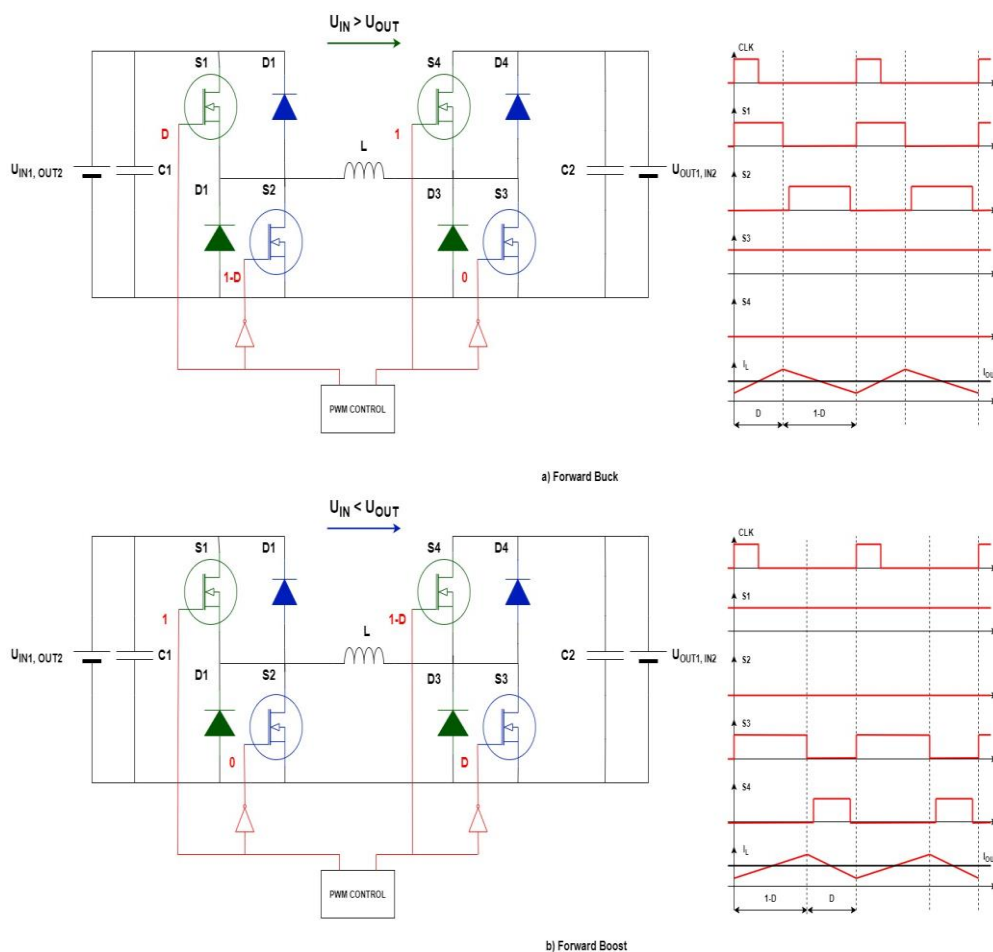 U_IN > U_OUT
S1 D1 S4 D4
CLK
S1
D 1
L
U_IN1, OUT2 C1 C2 U_OUT1, IN2
D1 S2 D3 S3
S2
1-D 0
S3
S4
PWM CONTROL
I_L
D 1-D
a) Forward Buck
U_IN < U_OUT
S1 D1 S4 D4
CLK
S1
1 1-D
L
U_IN1, OUT2 C1 C2 U_OUT1, IN2
D1 S2 D3 S3
S2
0 D
S3
S4
PWM CONTROL
I_L
1-D D
b) Forward Boost